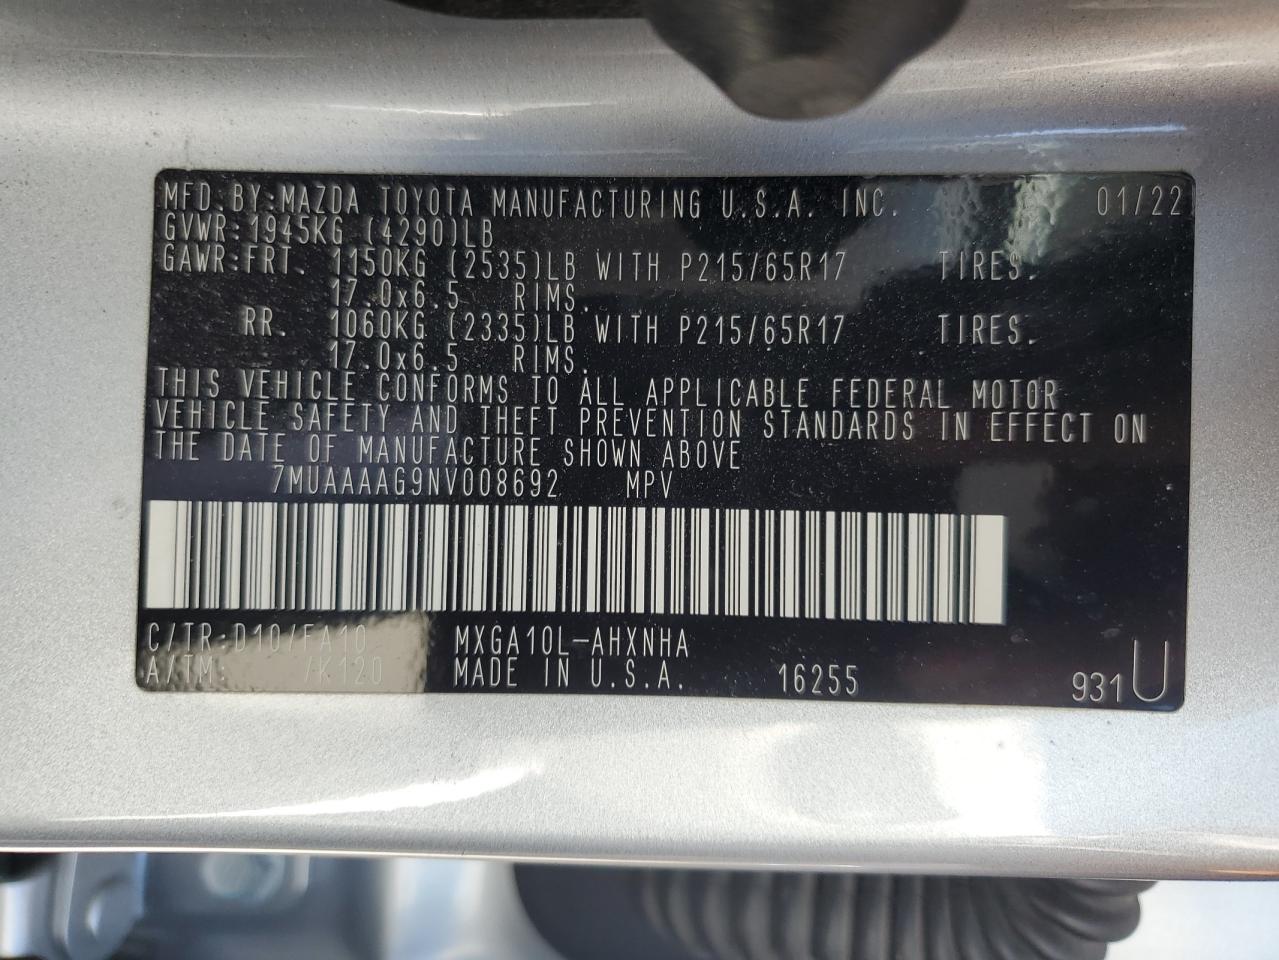 MFD.BY:MAZDA TOYOTA MANUFACTURING U.S.A. INC. 01/22
GVWR:1945KG (4290)LB
GAWR:FRT. 1150KG (2535)LB WITH P215/65R17 TIRES.
17.0x6.5 RIMS.
RR. 1060KG (2335)LB WITH P215/65R17 TIRES.
17.0x6.5 RIMS.
THIS VEHICLE CONFORMS TO ALL APPLICABLE FEDERAL MOTOR
VEHICLE SAFETY AND THEFT PREVENTION STANDARDS IN EFFECT ON
THE DATE OF MANUFACTURE SHOWN ABOVE
7MUAAAAG9NV008692 MPV
C/TR:D10/FA10 MXGA10L-AHXNHA
A/TM: /K120 MADE IN U.S.A. 16255 931U